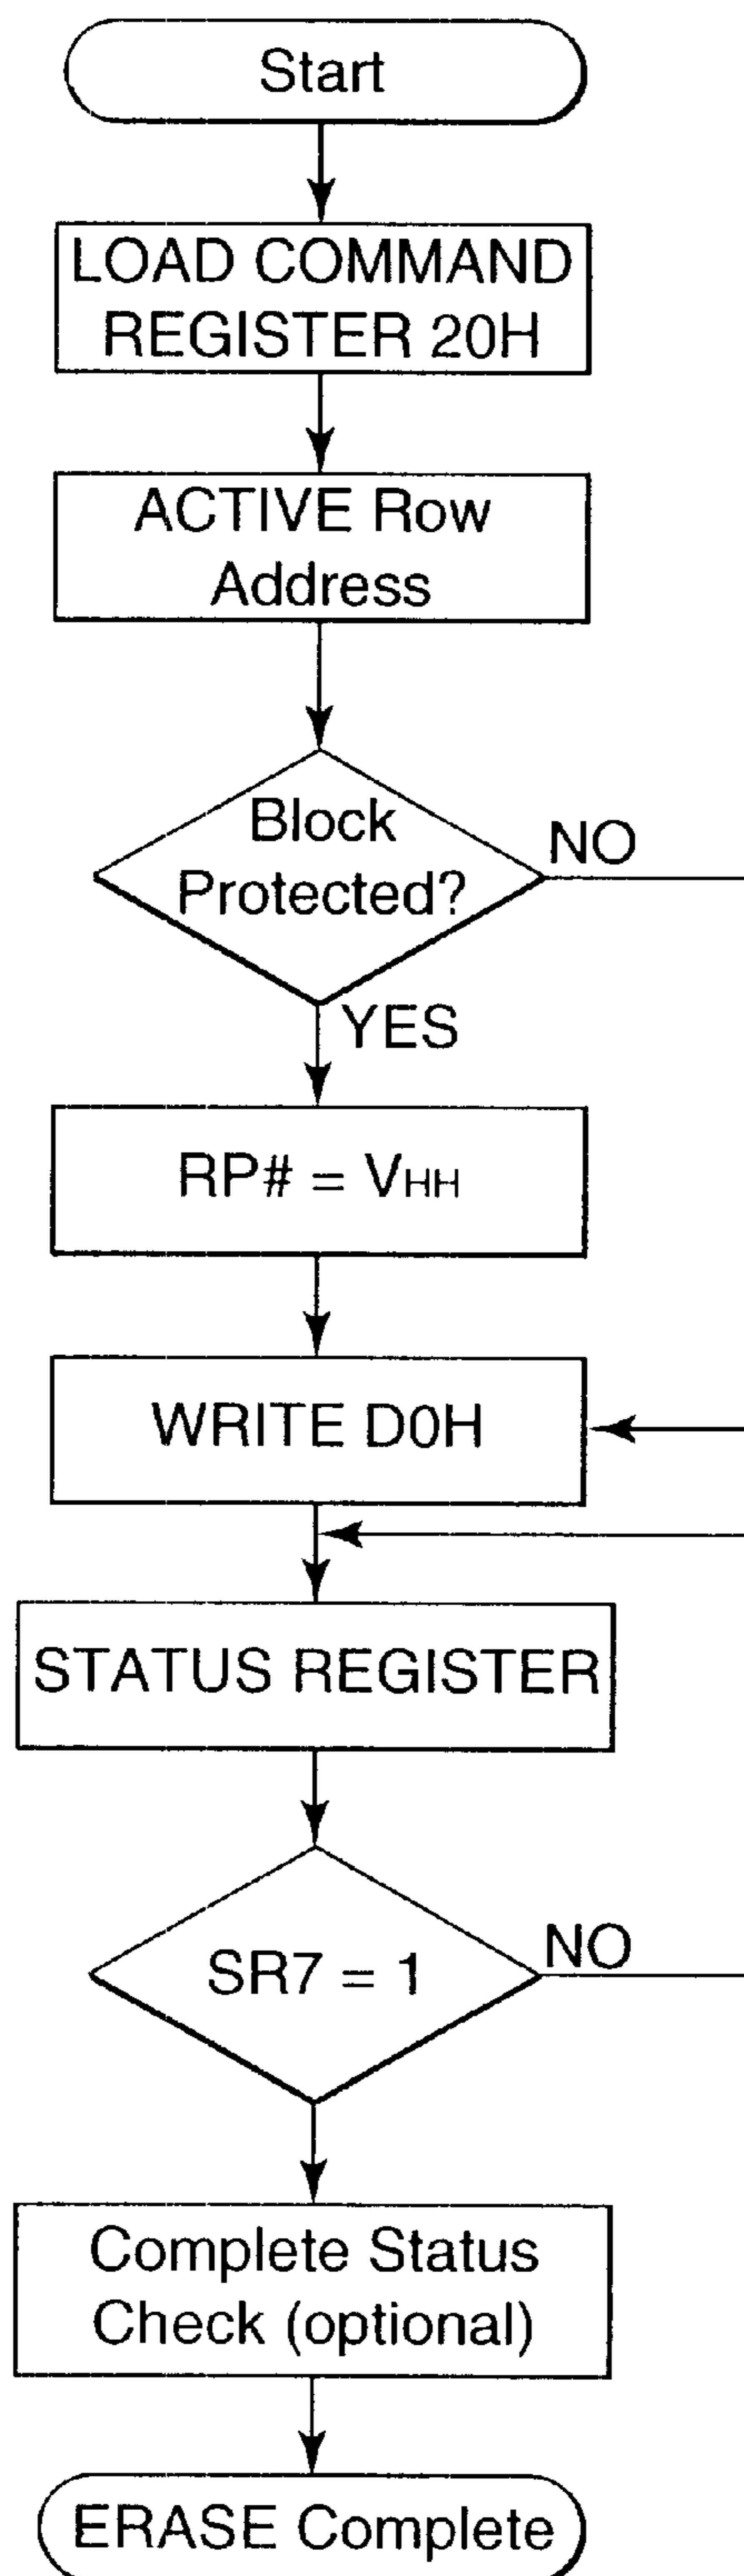 Start
LOAD COMMAND
REGISTER 20H
ACTIVE Row
Address
Block
Protected?
NO
YES
RP# = VHH
WRITE D0H
STATUS REGISTER
SR7 = 1
NO
Complete Status
Check (optional)
ERASE Complete